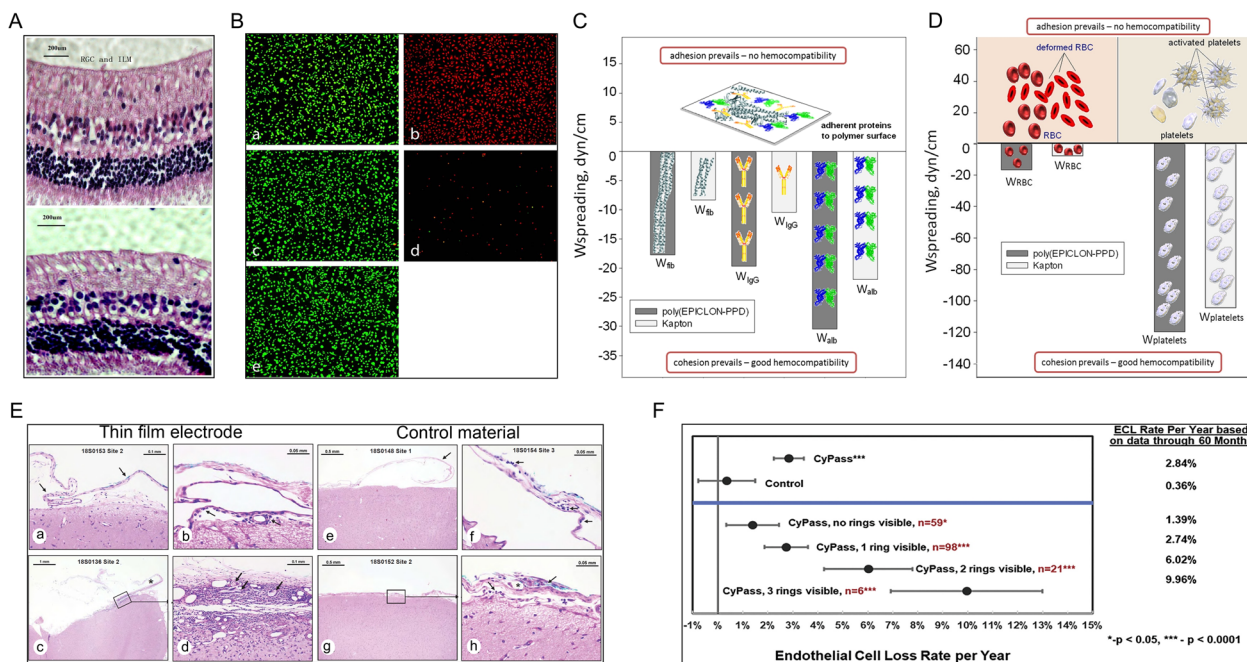 A
200um
RGC and ILM
200um
B
a
b
c
d
e
C
adhesion prevails – no hemocompatibility
15
10
5
0
-5
-10
-15
-20
-25
-30
-35
Wspreading, dyn/cm
adherent proteins
to polymer surface
Wfib
Wfib
WIgG
WIgG
Walb
Walb
poly(EPICLON-PPD)
Kapton
cohesion prevails – good hemocompatibility
D
adhesion prevails – no hemocompatibility
60
40
20
0
-20
-40
-60
-80
-100
-120
-140
Wspreading, dyn/cm
deformed RBC
RBC
activated platelets
platelets
WRBC
WRBC
poly(EPICLON-PPD)
Kapton
Wplatelets
Wplatelets
cohesion prevails – good hemocompatibility
E
Thin film electrode
Control material
18S0153 Site 2
0.1 mm
a
0.05 mm
b
0.5 mm
18S0148 Site 1
e
18S0154 Site 3
0.05 mm
f
1 mm
18S0136 Site 2
*
c
0.1 mm
d
0.5 mm
18S0152 Site 2
g
0.05 mm
*
h
F
ECL Rate Per Year based
on data through 60 Month
CyPass***
2.84%
Control
0.36%
CyPass, no rings visible, n=59*
1.39%
CyPass, 1 ring visible, n=98***
2.74%
CyPass, 2 rings visible, n=21***
6.02%
CyPass, 3 rings visible, n=6***
9.96%
-1% 0% 1% 2% 3% 4% 5% 6% 7% 8% 9% 10% 11% 12% 13% 14% 15%
*-p < 0.05, *** - p < 0.0001
Endothelial Cell Loss Rate per Year